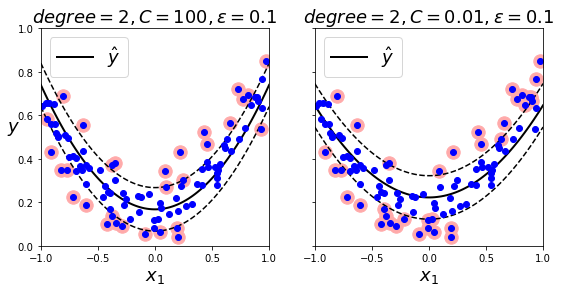 degree = 2, C = 100, ε = 0.1
degree = 2, C = 0.01, ε = 0.1
1.0
0.8
0.6
0.4
0.2
0.0
y
ŷ
ŷ
−1.0 −0.5 0.0 0.5 1.0
−1.0 −0.5 0.0 0.5 1.0
x₁
x₁